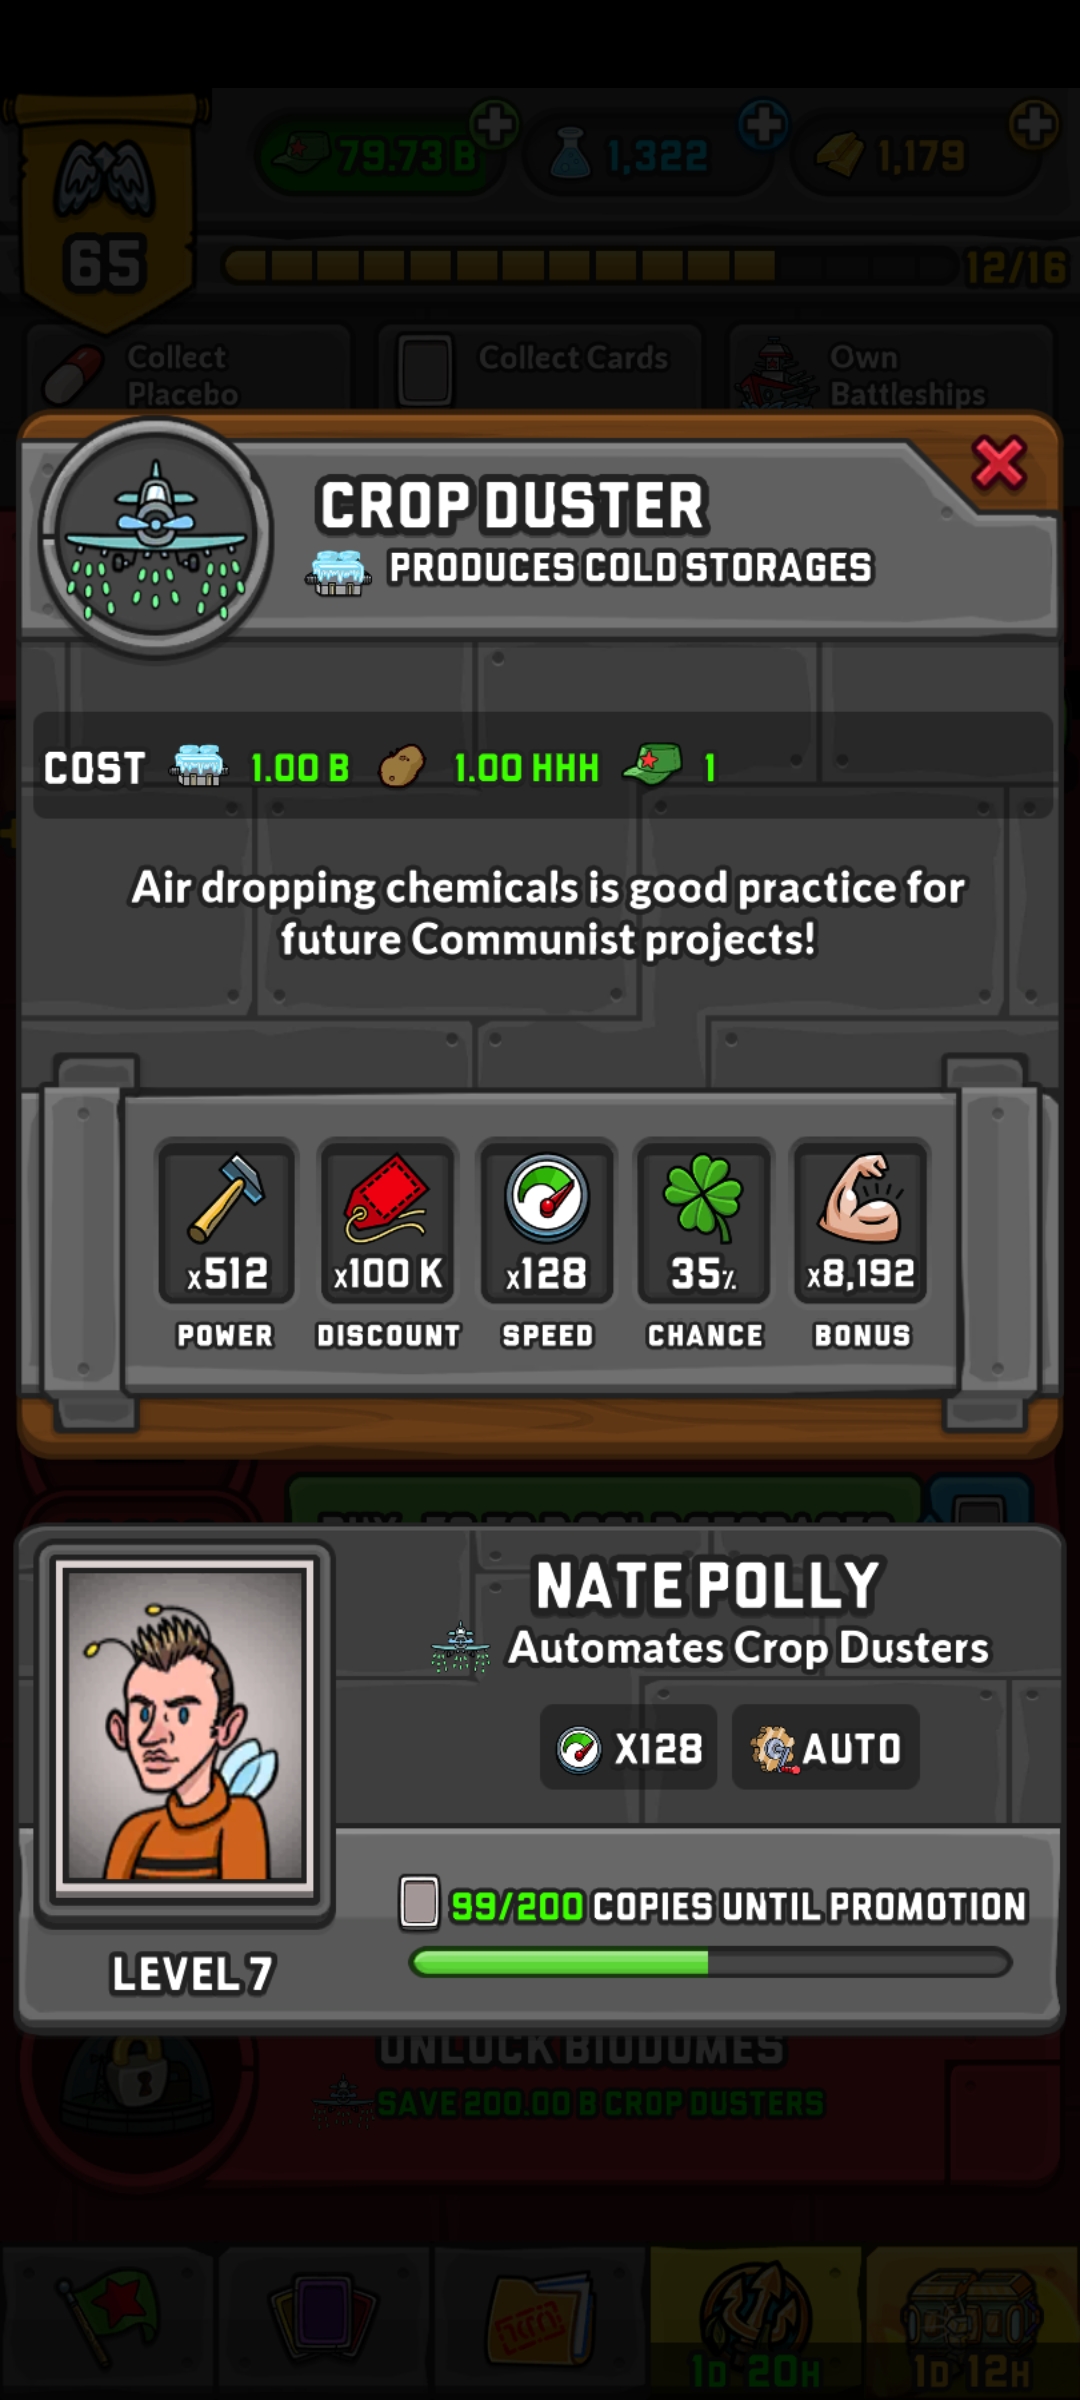 79.73 B
1,322
1,179
65
12/16
Collect
Placebo
Collect Cards
Own
Battleships
CROP DUSTER
PRODUCES COLD STORAGES
COST 1.00 B 1.00 HHH 1
Air dropping chemicals is good practice for
future Communist projects!
x512
x100 K
x128
35%
x8,192
POWER
DISCOUNT
SPEED
CHANCE
BONUS
NATE POLLY
Automates Crop Dusters
X128
AUTO
99/200 COPIES UNTIL PROMOTION
LEVEL 7
UNLOCK BIODOMES
SAVE 200.00 B CROP DUSTERS
1D 20H
1D 12H